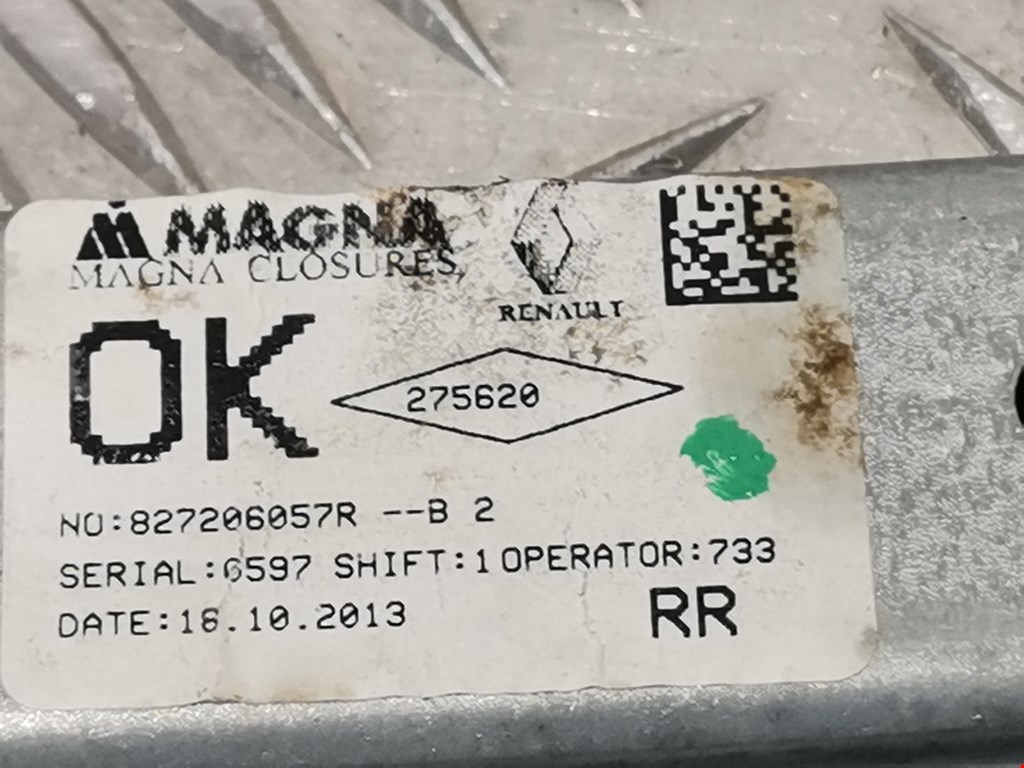 MAGNA
MAGNA CLOSURES
RENAULT
OK
275620
NO:827206057R --B 2
SERIAL:6597 SHIFT:1 OPERATOR:733
DATE:16.10.2013
RR